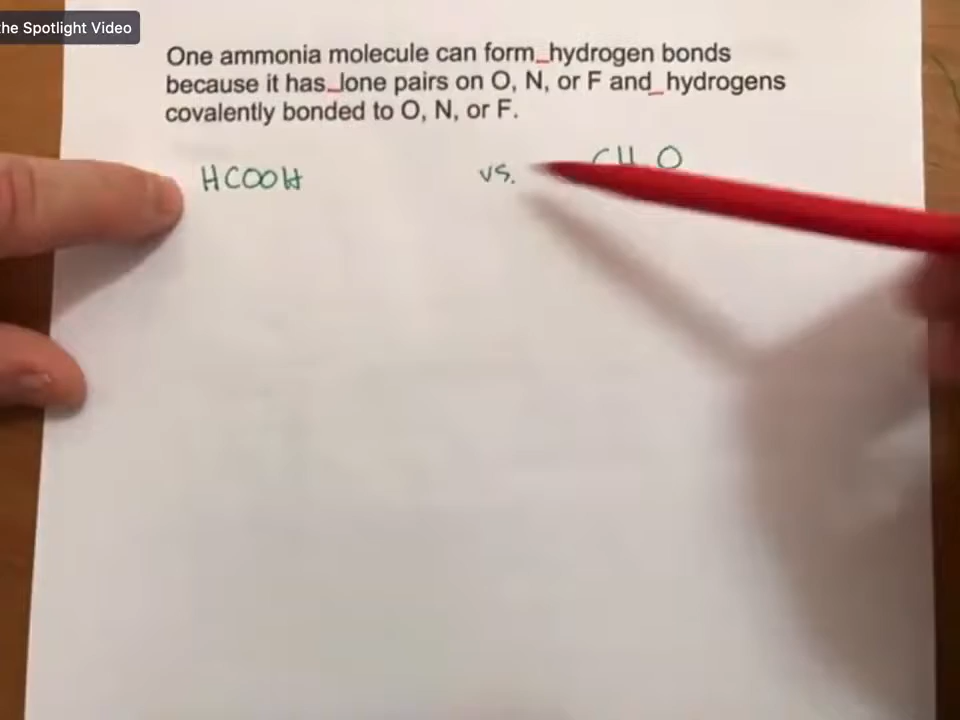 the Spotlight Video
One ammonia molecule can form_hydrogen bonds
because it has_lone pairs on O, N, or F and_hydrogens
covalently bonded to O, N, or F.
HCOOH vs. CH O